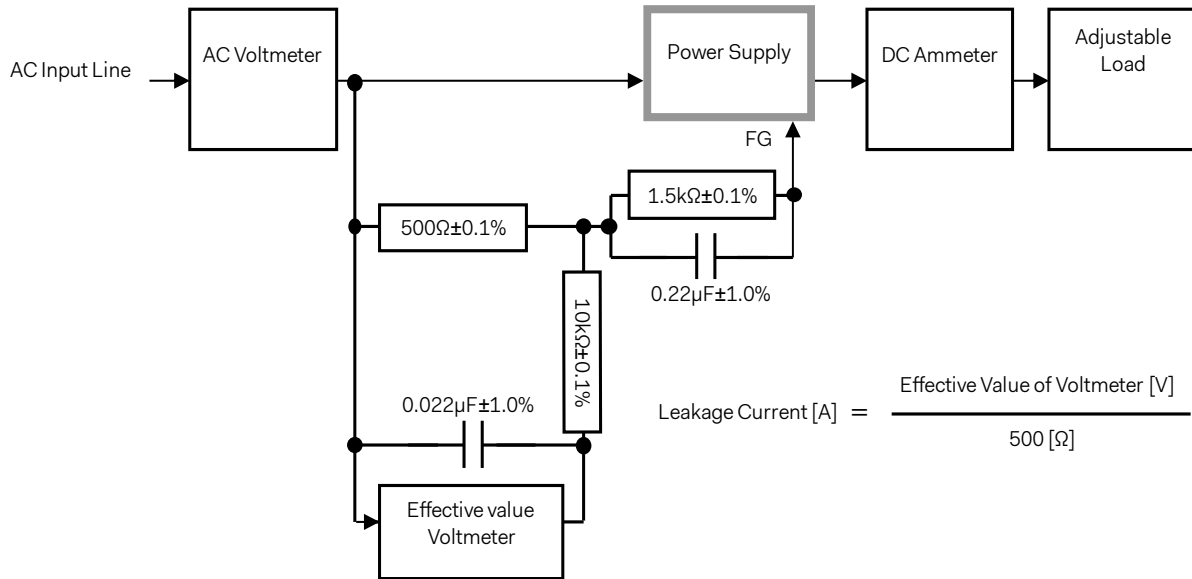 AC Input Line
AC Voltmeter
Power Supply
DC Ammeter
Adjustable
Load
FG
1.5kΩ±0.1%
500Ω±0.1%
0.22µF±1.0%
10kΩ±0.1%
0.022µF±1.0%
Effective value
Voltmeter
Leakage Current [A] = Effective Value of Voltmeter [V]
500 [Ω]